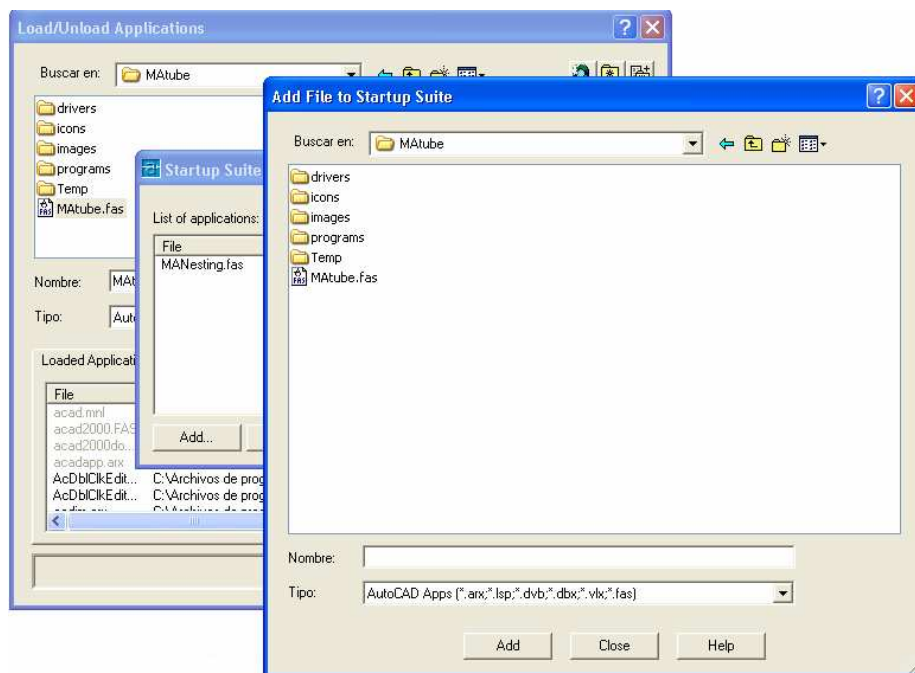 Load/Unload Applications
Buscar en: MAtube
drivers
icons
images
programs
Temp
MAtube.fas
Nombre: MAt
Tipo: Auto
Loaded Applicati
File
acad.mnl
acad2000.FAS
acad2000do...
acadapp.arx
AcDblClkEdit... C:\Archivos de prog
AcDblClkEdit... C:\Archivos de prog
Startup Suite
List of applications:
File
MANesting.fas
Add...
Add File to Startup Suite
Buscar en: MAtube
drivers
icons
images
programs
Temp
MAtube.fas
Nombre:
Tipo: AutoCAD Apps (*.arx;*.lsp;*.dvb;*.dbx;*.vlx;*.fas)
Add Close Help